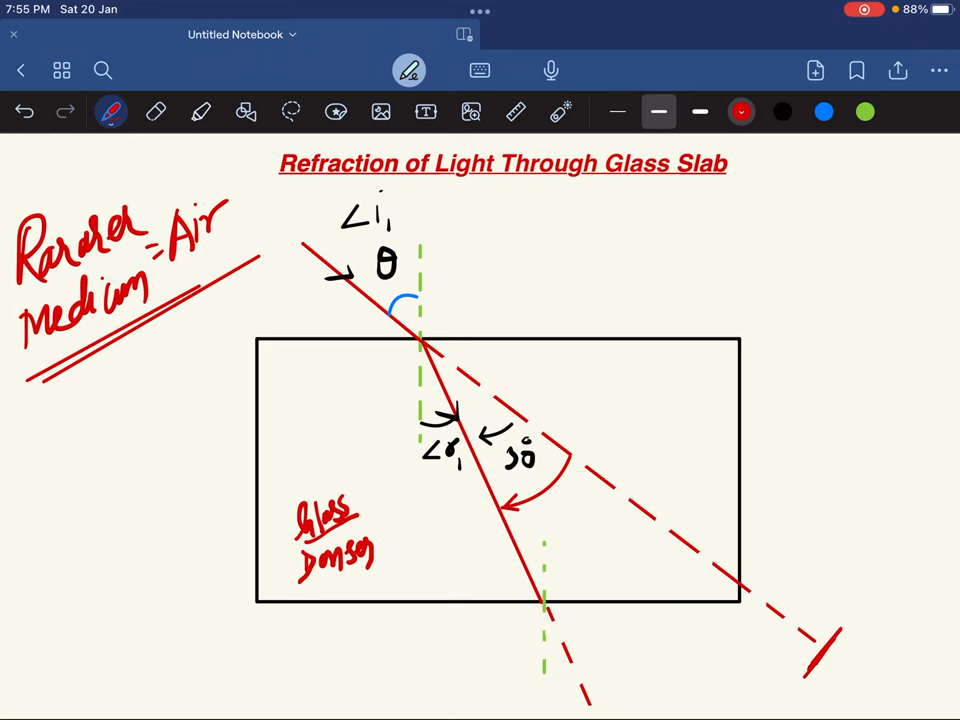 7:55 PM Sat 20 Jan
88%
Untitled Notebook
T
Refraction of Light Through Glass Slab
Rararer
Medium = Air
∠i₁
θ
∠r₁
30°
Glass
Denser